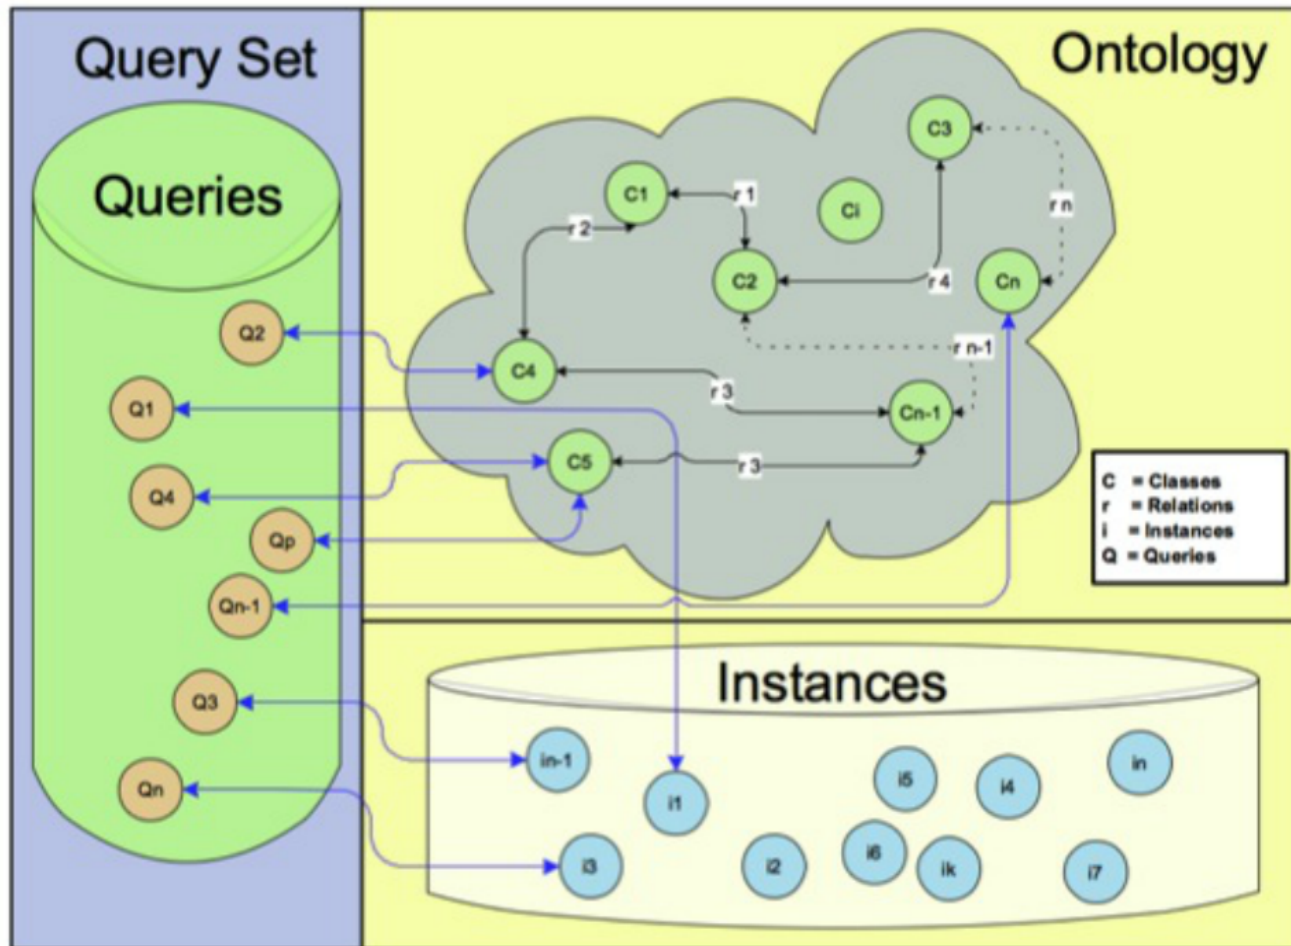 Query Set
Queries
Q2
Q1
Q4
Qp
Qn-1
Q3
Qn
Ontology
C3
C1
r 1
Ci
r n
r 2
C2
r 4
Cn
r n-1
C4
r 3
Cn-1
C5
r 3
C = Classes
r = Relations
i = Instances
Q = Queries
Instances
in-1
i1
i5
i4
in
i3
i2
i6
ik
i7